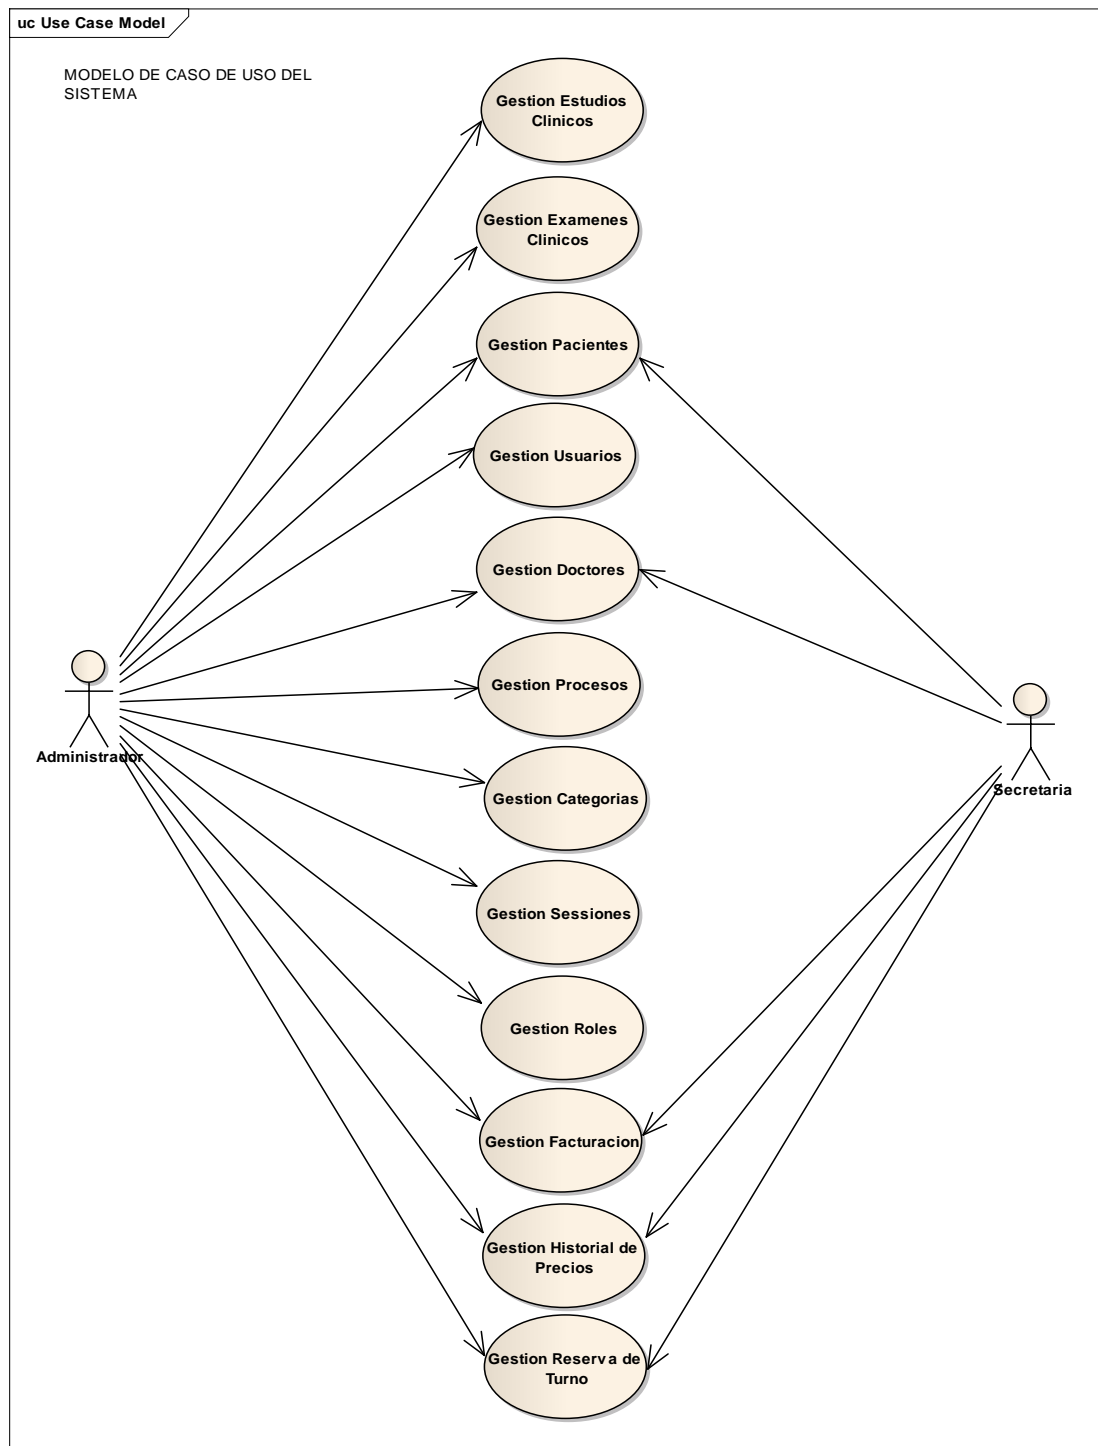 uc Use Case Model
MODELO DE CASO DE USO DEL
SISTEMA
Gestion Estudios
Clinicos
Gestion Examenes
Clinicos
Gestion Pacientes
Gestion Usuarios
Gestion Doctores
Gestion Procesos
Administrador
Secretaria
Gestion Categorias
Gestion Sessiones
Gestion Roles
Gestion Facturacion
Gestion Historial de
Precios
Gestion Reserva de
Turno